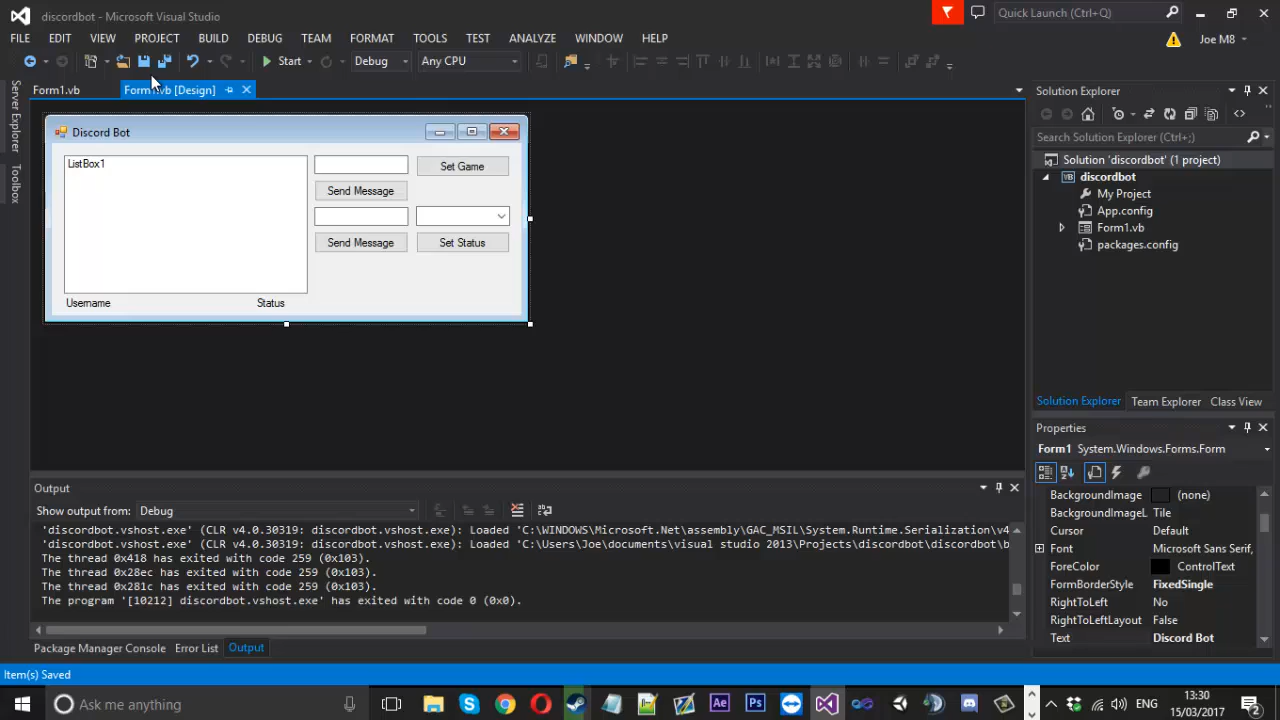 discordbot - Microsoft Visual Studio
Quick Launch (Ctrl+Q)
FILE EDIT VIEW PROJECT BUILD DEBUG TEAM FORMAT TOOLS TEST ANALYZE WINDOW HELP
Joe M8
Start Debug Any CPU
Server Explorer
Toolbox
Form1.vb
Form1.vb [Design]
Discord Bot
ListBox1
Set Game
Send Message
Send Message
Set Status
Username
Status
Solution Explorer
Search Solution Explorer (Ctrl+;)
Solution 'discordbot' (1 project)
VB discordbot
My Project
App.config
Form1.vb
packages.config
Solution Explorer Team Explorer Class View
Properties
Form1 System.Windows.Forms.Form
BackgroundImage (none)
BackgroundImageL Tile
Cursor Default
Font Microsoft Sans Serif,
ForeColor ControlText
FormBorderStyle FixedSingle
RightToLeft No
RightToLeftLayout False
Text Discord Bot
Output
Show output from: Debug
'discordbot.vshost.exe' (CLR v4.0.30319: discordbot.vshost.exe): Loaded 'C:\WINDOWS\Microsoft.Net\assembly\GAC_MSIL\System.Runtime.Serialization\v4
'discordbot.vshost.exe' (CLR v4.0.30319: discordbot.vshost.exe): Loaded 'C:\Users\Joe\documents\visual studio 2013\Projects\discordbot\discordbot\b
The thread 0x418 has exited with code 259 (0x103).
The thread 0x28ec has exited with code 259 (0x103).
The thread 0x281c has exited with code 259 (0x103).
The program '[10212] discordbot.vshost.exe' has exited with code 0 (0x0).
Package Manager Console Error List Output
Item(s) Saved
Ask me anything
Ae
Ps
13:30
15/03/2017